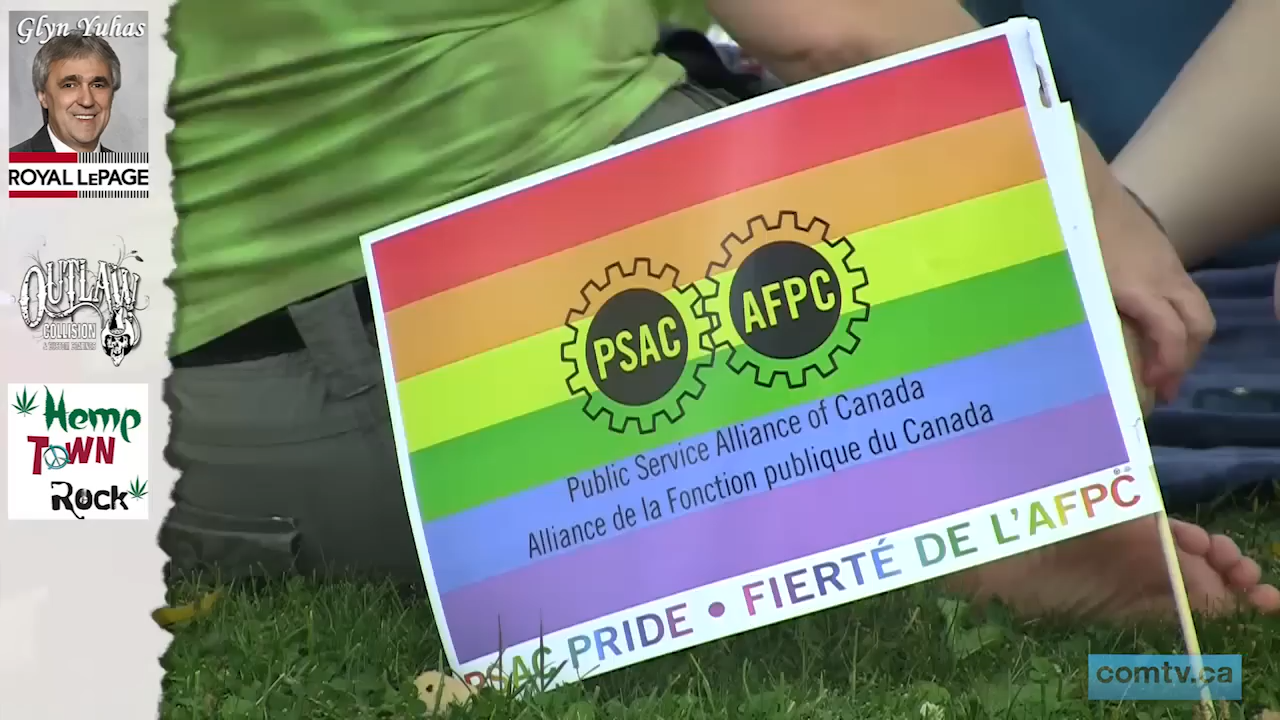 Glyn Yuhas
ROYAL LEPAGE
OUTLAW
COLLISION
Hemp
TOWN
Rock
PSAC
AFPC
Public Service Alliance of Canada
Alliance de la Fonction publique du Canada
PSAC PRIDE • FIERTÉ DE L'AFPC
comtv.ca